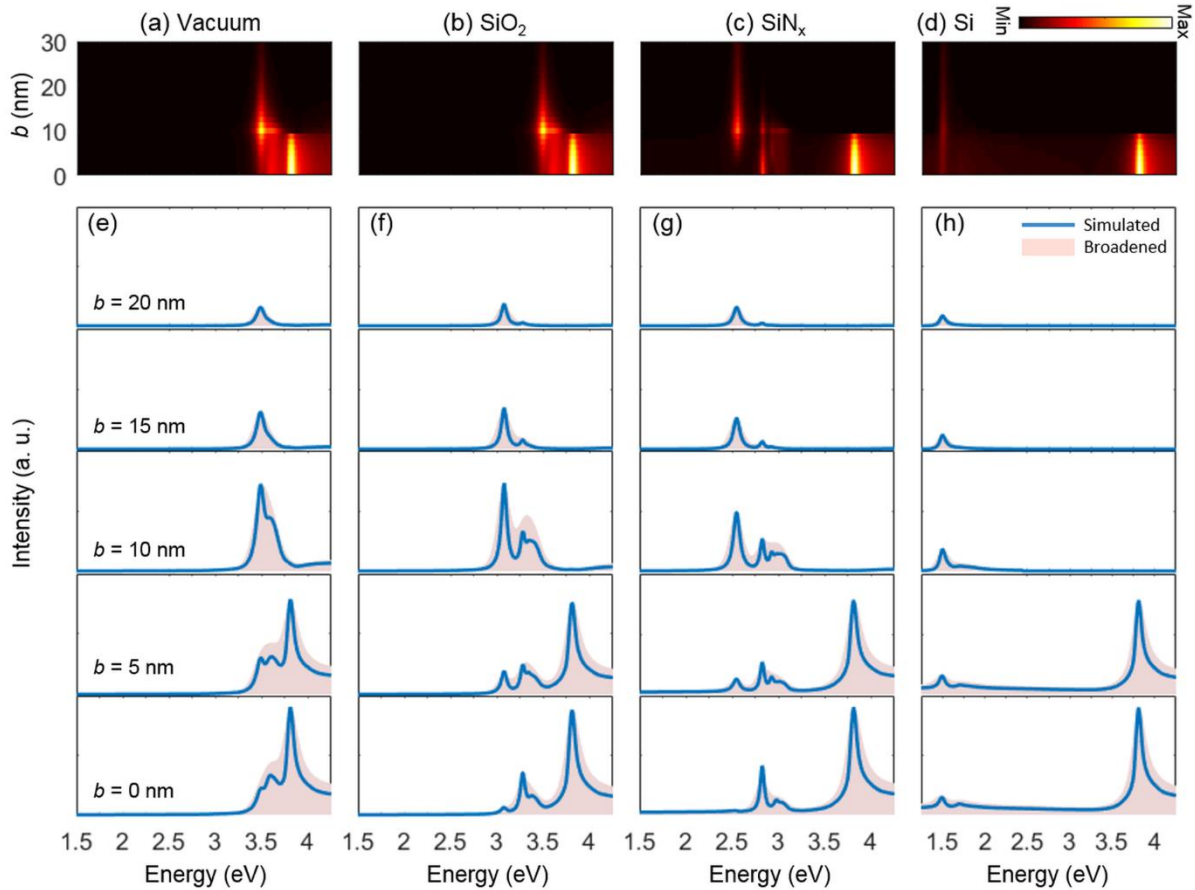 (a) Vacuum (b) SiO2 (c) SiNx (d) Si Min Max
30
20
10
0
b (nm)
(e) (f) (g) (h)
Simulated
Broadened
b = 20 nm
b = 15 nm
b = 10 nm
b = 5 nm
b = 0 nm
Intensity (a. u.)
1.5 2 2.5 3 3.5 4 1.5 2 2.5 3 3.5 4 1.5 2 2.5 3 3.5 4 1.5 2 2.5 3 3.5 4
Energy (eV) Energy (eV) Energy (eV) Energy (eV)